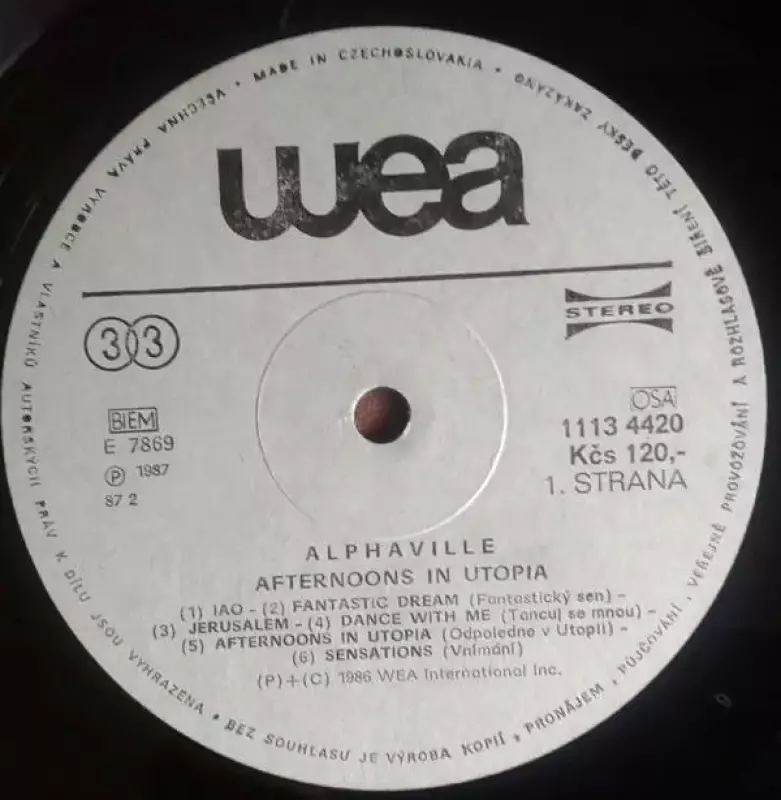 VŠECHNA PRÁVA VÝROBCE A VLASTNÍKŮ AUTORSKÝCH PRÁV K DÍLU JSOU VYHRAZENA • BEZ SOUHLASU JE VÝROBA KOPIÍ, PRONÁJEM, PŮJČOVÁNÍ, VEŘEJNÉ PROVOZOVÁNÍ A ROZHLASOVÉ ŠÍŘENÍ TÉTO DESKY ZAKÁZÁNO • MADE IN CZECHOSLOVAKIA •
wea
33
STEREO
BIEM
E 7869
Ⓟ 1987
87 2
OSA
1113 4420
Kčs 120,-
1. STRANA
ALPHAVILLE
AFTERNOONS IN UTOPIA
(1) IAO - (2) FANTASTIC DREAM (Fantastický sen) -
(3) JERUSALEM - (4) DANCE WITH ME (Tancuj se mnou) -
(5) AFTERNOONS IN UTOPIA (Odpoledne v Utopii) -
(6) SENSATIONS (Vnímání)
(P)+(C) 1986 WEA International Inc.